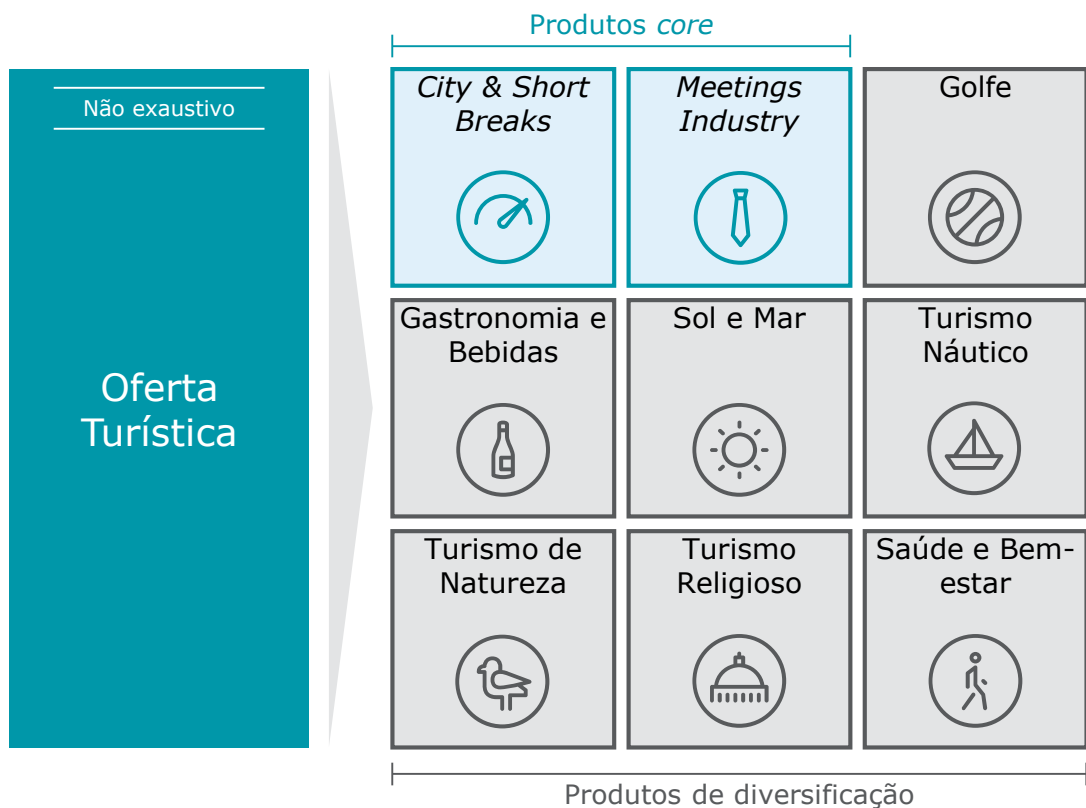 Produtos core
Não exaustivo
Oferta
Turística
City & Short
Breaks
Meetings
Industry
Golfe
Gastronomia e
Bebidas
Sol e Mar
Turismo
Náutico
Turismo de
Natureza
Turismo
Religioso
Saúde e Bem-
estar
Produtos de diversificação